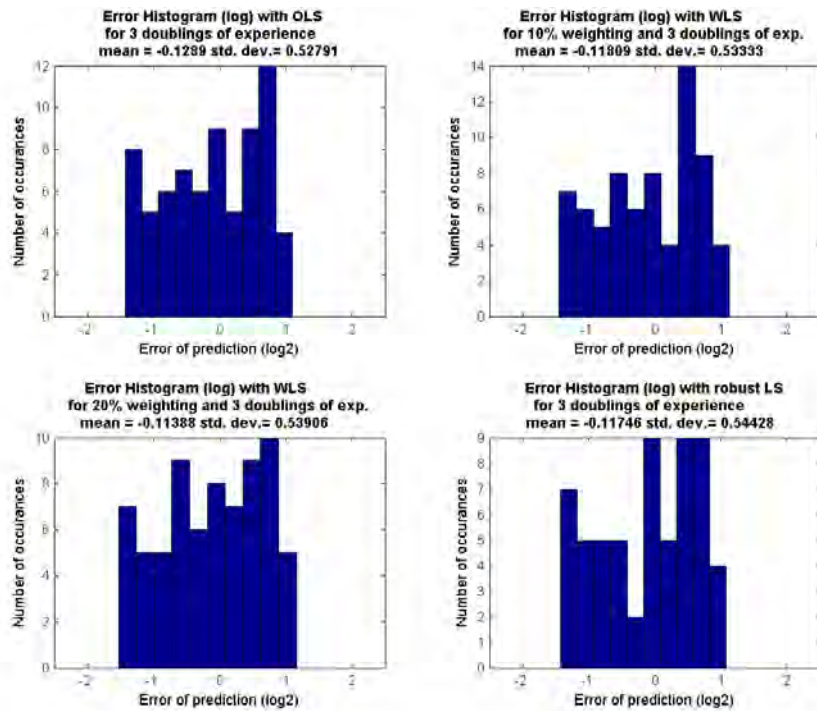 Error Histogram (log) with OLS
for 3 doublings of experience
mean = -0.1289 std. dev.= 0.52791
12
10
8
6
4
2
0
Number of occurances
-2 -1 0 1 2
Error of prediction (log2)
Error Histogram (log) with WLS
for 10% weighting and 3 doublings of exp.
mean = -0.11809 std. dev.= 0.53333
14
12
10
8
6
4
2
0
Number of occurances
-2 -1 0 1 2
Error of prediction (log2)
Error Histogram (log) with WLS
for 20% weighting and 3 doublings of exp.
mean = -0.11388 std. dev.= 0.53906
10
8
6
4
2
0
Number of occurances
-2 -1 0 1 2
Error of prediction (log2)
Error Histogram (log) with robust LS
for 3 doublings of experience
mean = -0.11746 std. dev.= 0.54428
9
8
7
6
5
4
3
2
1
0
Number of occurances
-2 -1 0 1 2
Error of prediction (log2)